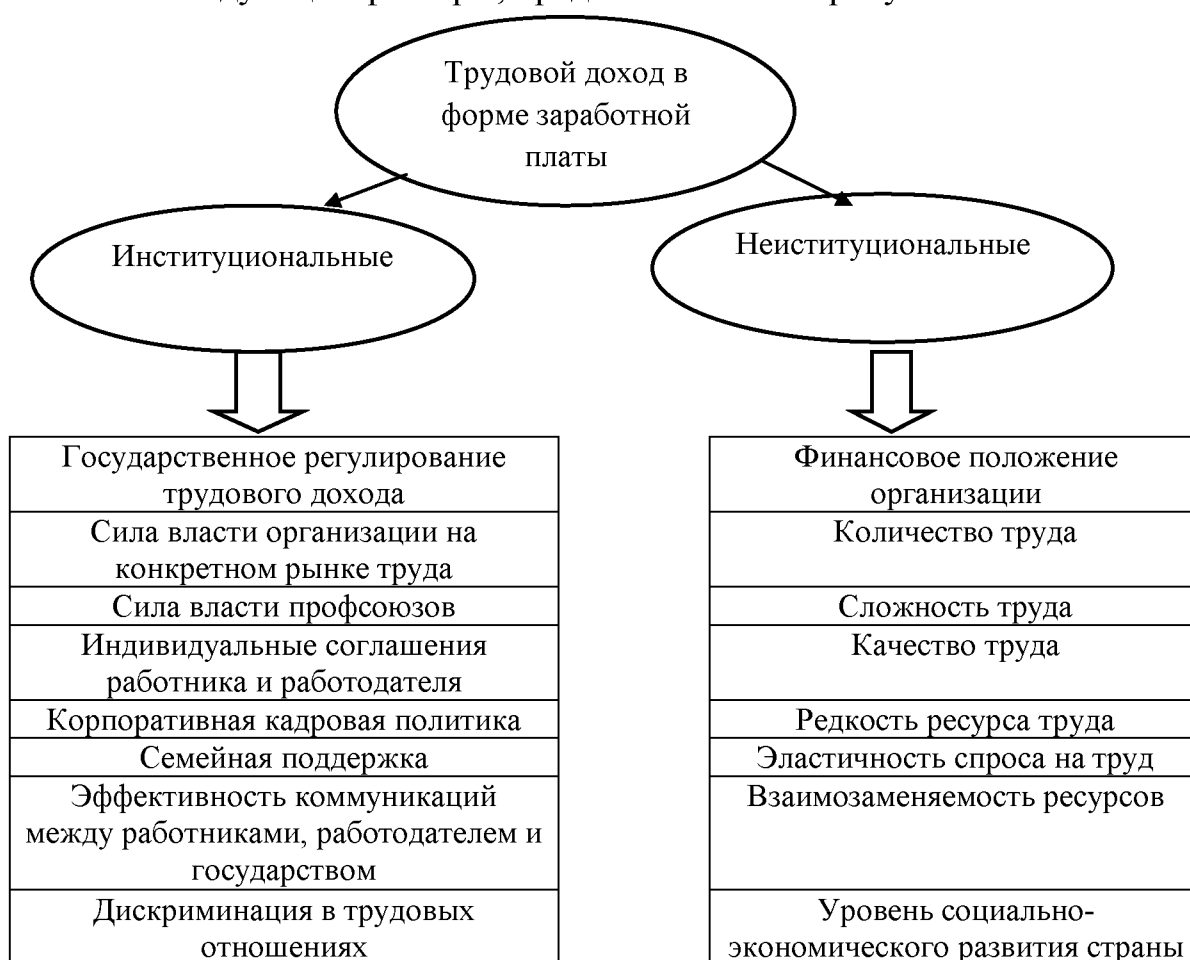 Трудовой доход в
форме заработной
платы
Институциональные
Неиституциональные
Государственное регулирование
трудового дохода
Сила власти организации на
конкретном рынке труда
Сила власти профсоюзов
Индивидуальные соглашения
работника и работодателя
Корпоративная кадровая политика
Семейная поддержка
Эффективность коммуникаций
между работниками, работодателем и
государством
Дискриминация в трудовых
отношениях
Финансовое положение
организации
Количество труда
Сложность труда
Качество труда
Редкость ресурса труда
Эластичность спроса на труд
Взаимозаменяемость ресурсов
Уровень социально-
экономического развития страны